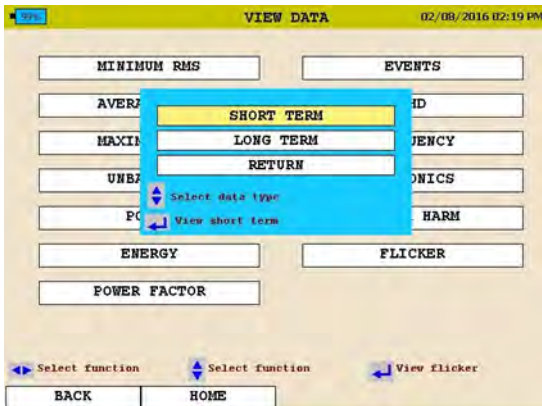 99% VIEW DATA 02/08/2016 02:19 PM
MINIMUM RMS EVENTS
AVERA HD
SHORT TERM
MAXIM LONG TERM UENCY
RETURN
UNBA ONICS
Select data type
PO HARM
View short term
ENERGY FLICKER
POWER FACTOR
Select function Select function View flicker
BACK HOME